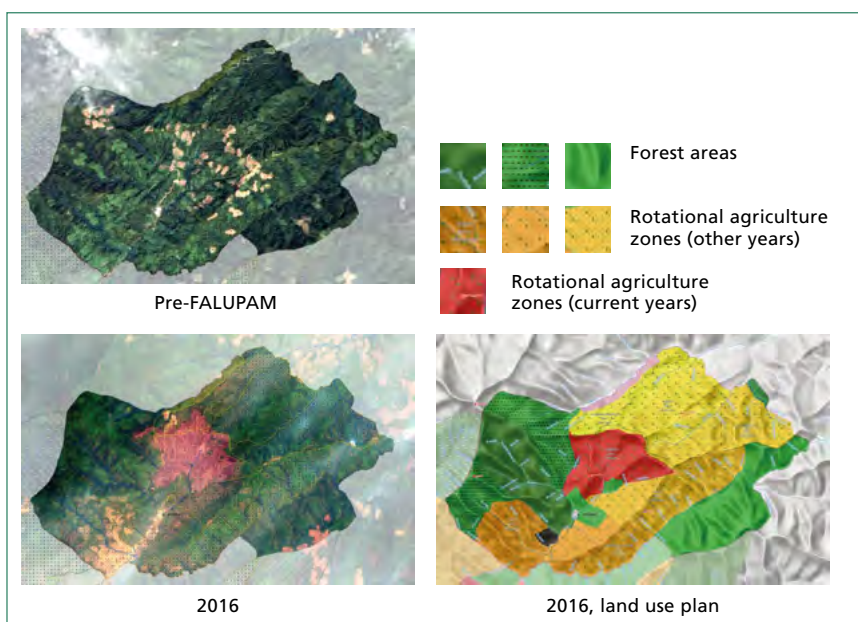 Forest areas
Rotational agriculture
zones (other years)
Rotational agriculture
zones (current years)
Pre-FALUPAM
2016
2016, land use plan